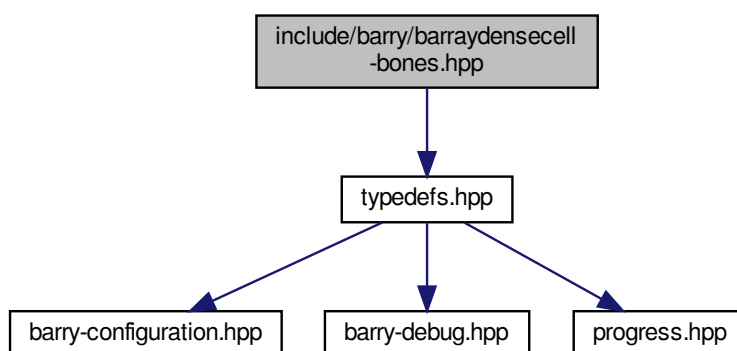 include/barry/barraydensecell
-bones.hpp
typedefs.hpp
barry-configuration.hpp
barry-debug.hpp
progress.hpp